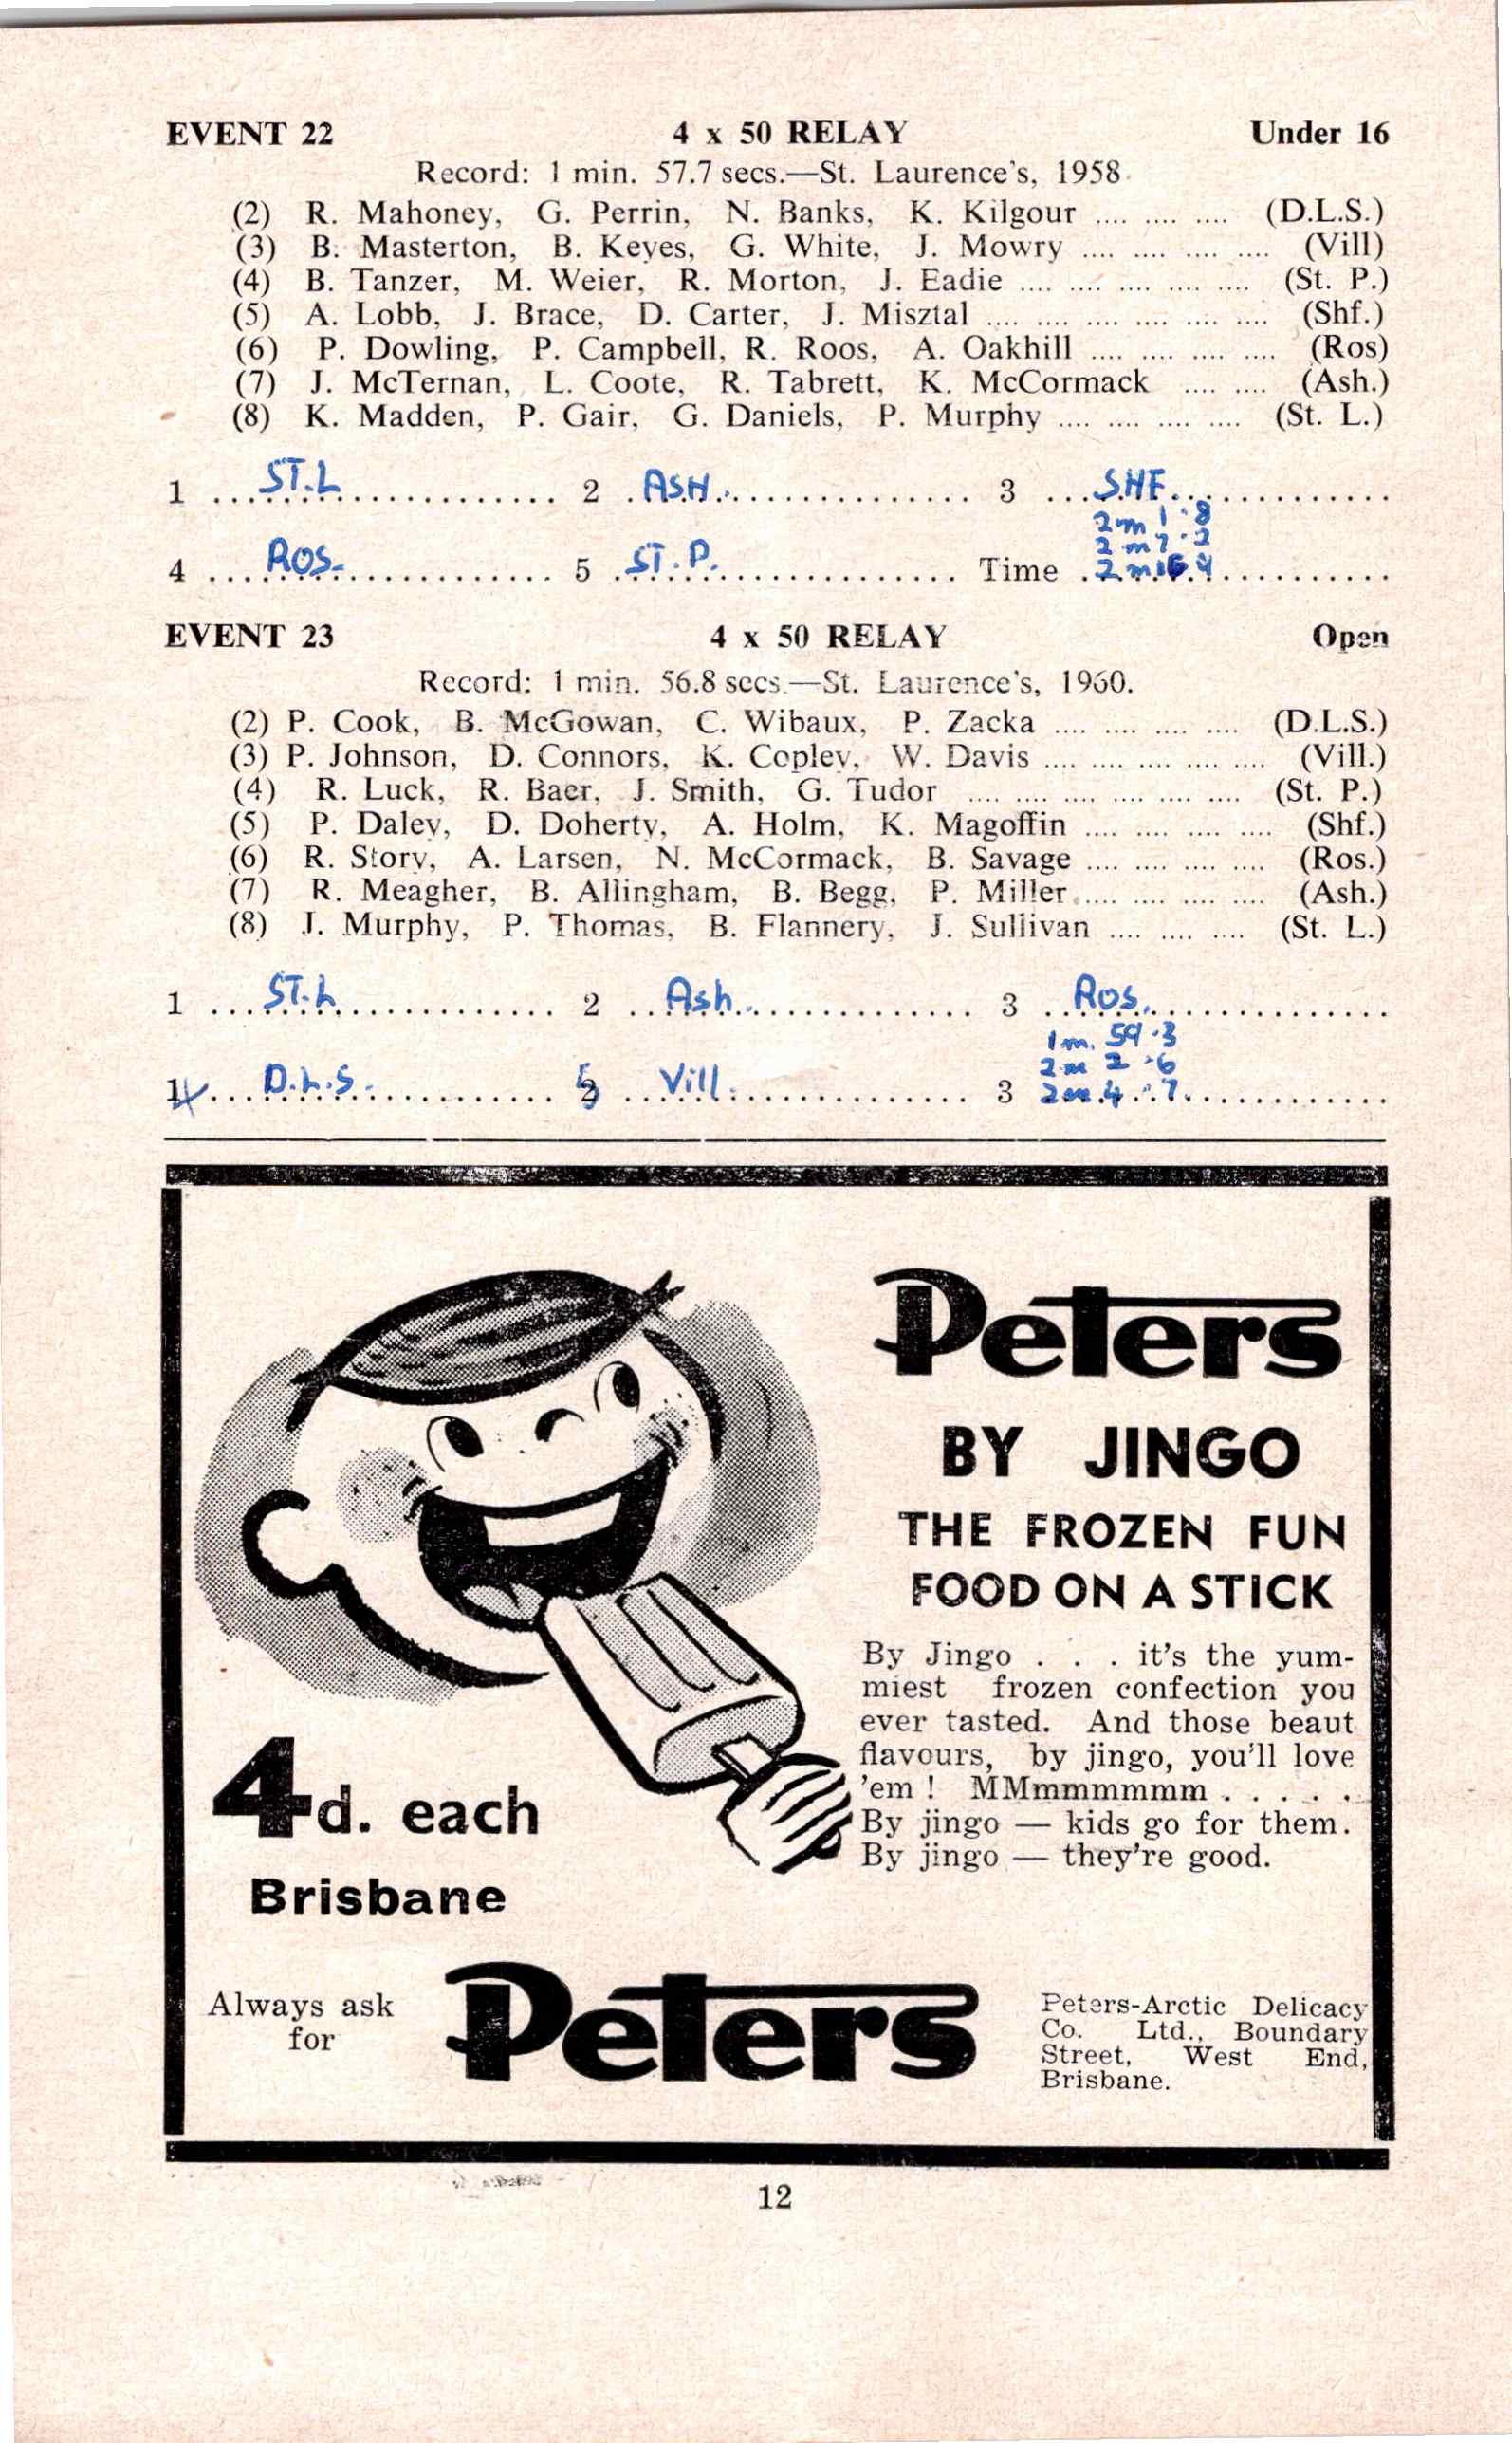 EVENT 22 4 x 50 RELAY Under 16
Record: 1 min. 57.7 secs.—St. Laurence's, 1958.
(2) R. Mahoney, G. Perrin, N. Banks, K. Kilgour .... .... .... (D.L.S.)
(3) B. Masterton, B. Keyes, G. White, J. Mowry .... .... .... .... (Vill)
(4) B. Tanzer, M. Weier, R. Morton, J. Eadie .... .... .... .... .... (St. P.)
(5) A. Lobb, J. Brace, D. Carter, J. Misztal .... .... .... .... .... .... (Shf.)
(6) P. Dowling, P. Campbell, R. Roos, A. Oakhill .... .... .... .... (Ros)
(7) J. McTernan, L. Coote, R. Tabrett, K. McCormack .... .... (Ash.)
(8) K. Madden, P. Gair, G. Daniels, P. Murphy .... .... .... .... (St. L.)
1 ST.L 2 ASH. 3 SHF.
2m 1.8
2m 7.2
4 ROS. 5 ST.P. Time
EVENT 23 4 x 50 RELAY Open
Record: 1 min. 56.8 secs.—St. Laurence's, 1960.
(2) P. Cook, B. McGowan, C. Wibaux, P. Zacka .... .... .... .... (D.L.S.)
(3) P. Johnson, D. Connors, K. Copley, W. Davis .... .... .... .... .... (Vill.)
(4) R. Luck, R. Baer, J. Smith, G. Tudor .... .... .... .... .... .... (St. P.)
(5) P. Daley, D. Doherty, A. Holm, K. Magoffin .... .... .... .... (Shf.)
(6) R. Story, A. Larsen, N. McCormack, B. Savage .... .... .... .... (Ros.)
(7) R. Meagher, B. Allingham, B. Begg, P. Miller .... .... .... .... (Ash.)
(8) J. Murphy, P. Thomas, B. Flannery, J. Sullivan .... .... .... (St. L.)
1 ST.L 2 Ash. 3 Ros.
1m. 59.3
2m 2.6
4 D.L.S. 5 Vill. 3 2m.4.7.
Peters
BY JINGO
THE FROZEN FUN
FOOD ON A STICK
By Jingo . . . it's the yum-
miest frozen confection you
ever tasted. And those beaut
flavours, by jingo, you'll love
'em ! MMmmmmmm . . . . .
By jingo — kids go for them.
By jingo — they're good.
4d. each
Brisbane
Always ask
for
Peters
Peters-Arctic Delicacy
Co. Ltd., Boundary
Street, West End,
Brisbane.
12